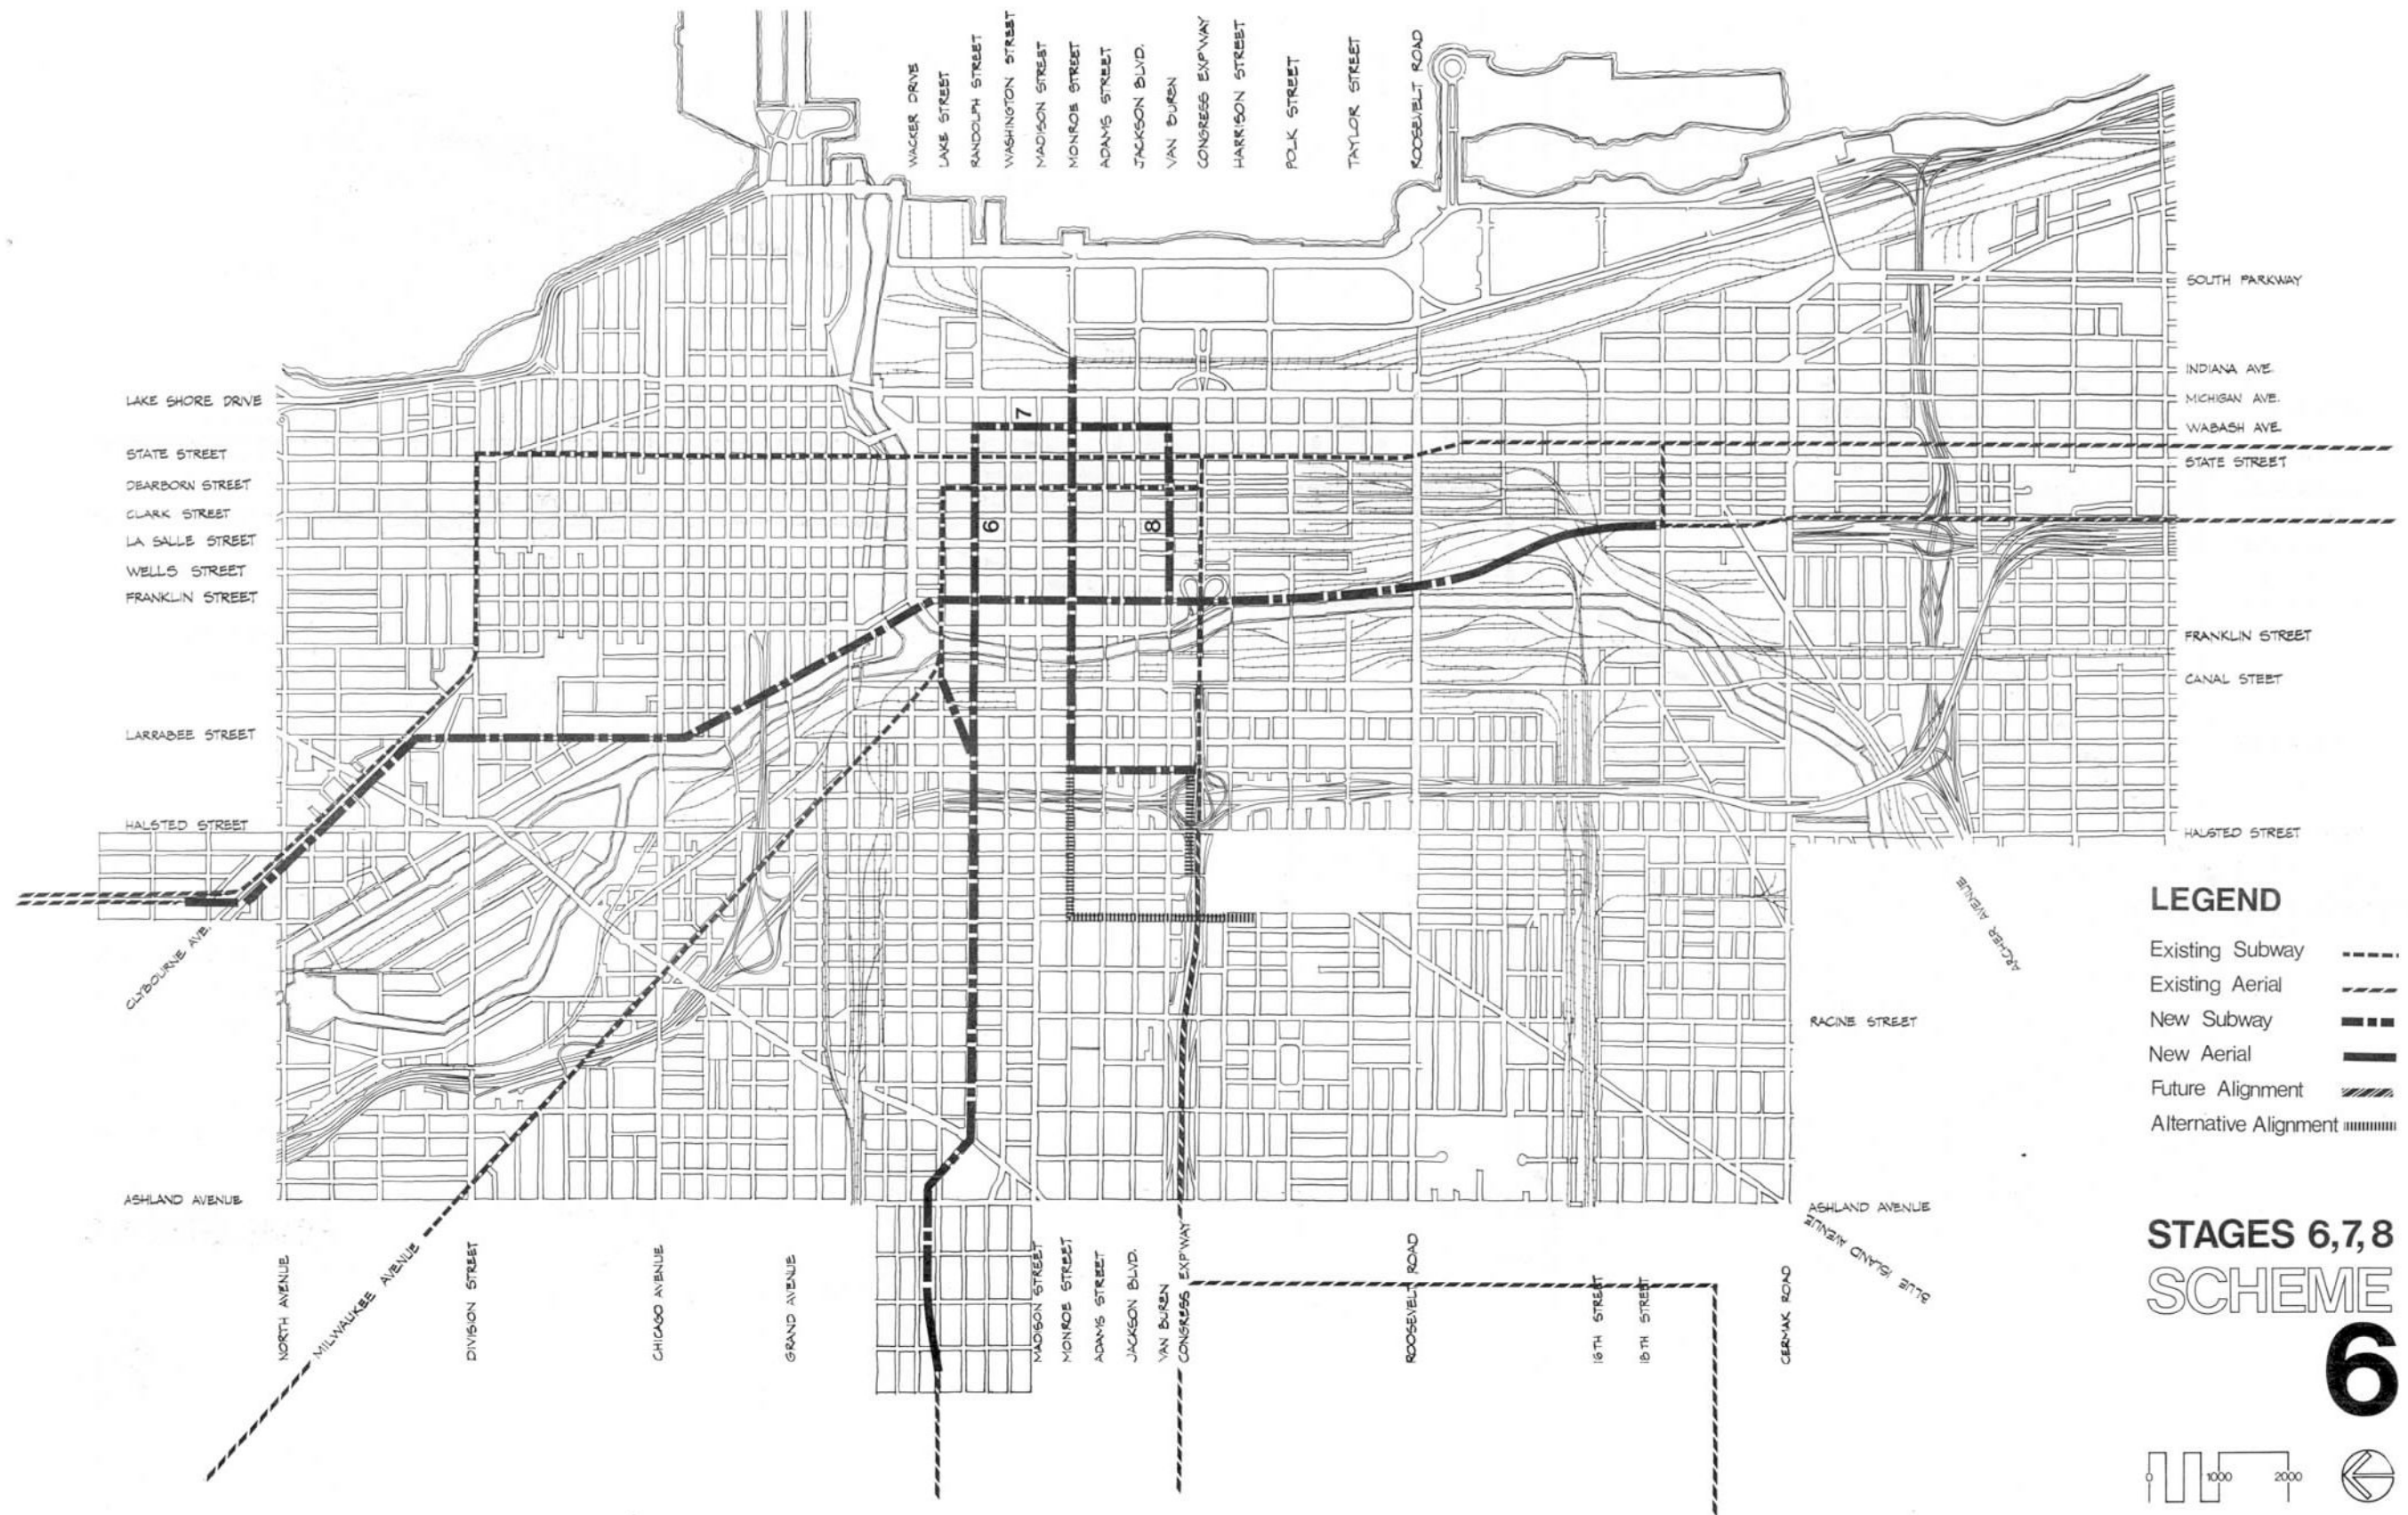 WACKER DRIVE
LAKE STREET
RANDOLPH STREET
WASHINGTON STREET
MADISON STREET
MONROE STREET
ADAMS STREET
JACKSON BLVD.
VAN BUREN
CONGRESS EXP'WAY
HARRISON STREET
POLK STREET
TAYLOR STREET
ROOSEVELT ROAD
LAKE SHORE DRIVE
STATE STREET
DEARBORN STREET
CLARK STREET
LA SALLE STREET
WELLS STREET
FRANKLIN STREET
LARRABEE STREET
HALSTED STREET
CLYBOURNE AVE.
ASHLAND AVENUE
7
6
8
SOUTH PARKWAY
INDIANA AVE.
MICHIGAN AVE.
WABASH AVE.
STATE STREET
FRANKLIN STREET
CANAL STEET
HALSTED STREET
ARCHER AVENUE
RACINE STREET
ASHLAND AVENUE
BLUE ISLAND AVENUE
NORTH AVENUE
MILWAUKEE AVENUE
DIVISION STREET
CHICAGO AVENUE
GRAND AVENUE
MADISON STREET
MONROE STREET
ADAMS STREET
JACKSON BLVD.
VAN BUREN
CONGRESS EXP'WAY
ROOSEVELT ROAD
16TH STREET
18TH STREET
CERMAK ROAD
LEGEND
Existing Subway
Existing Aerial
New Subway
New Aerial
Future Alignment
Alternative Alignment
STAGES 6,7,8
SCHEME
6
0 1000 2000